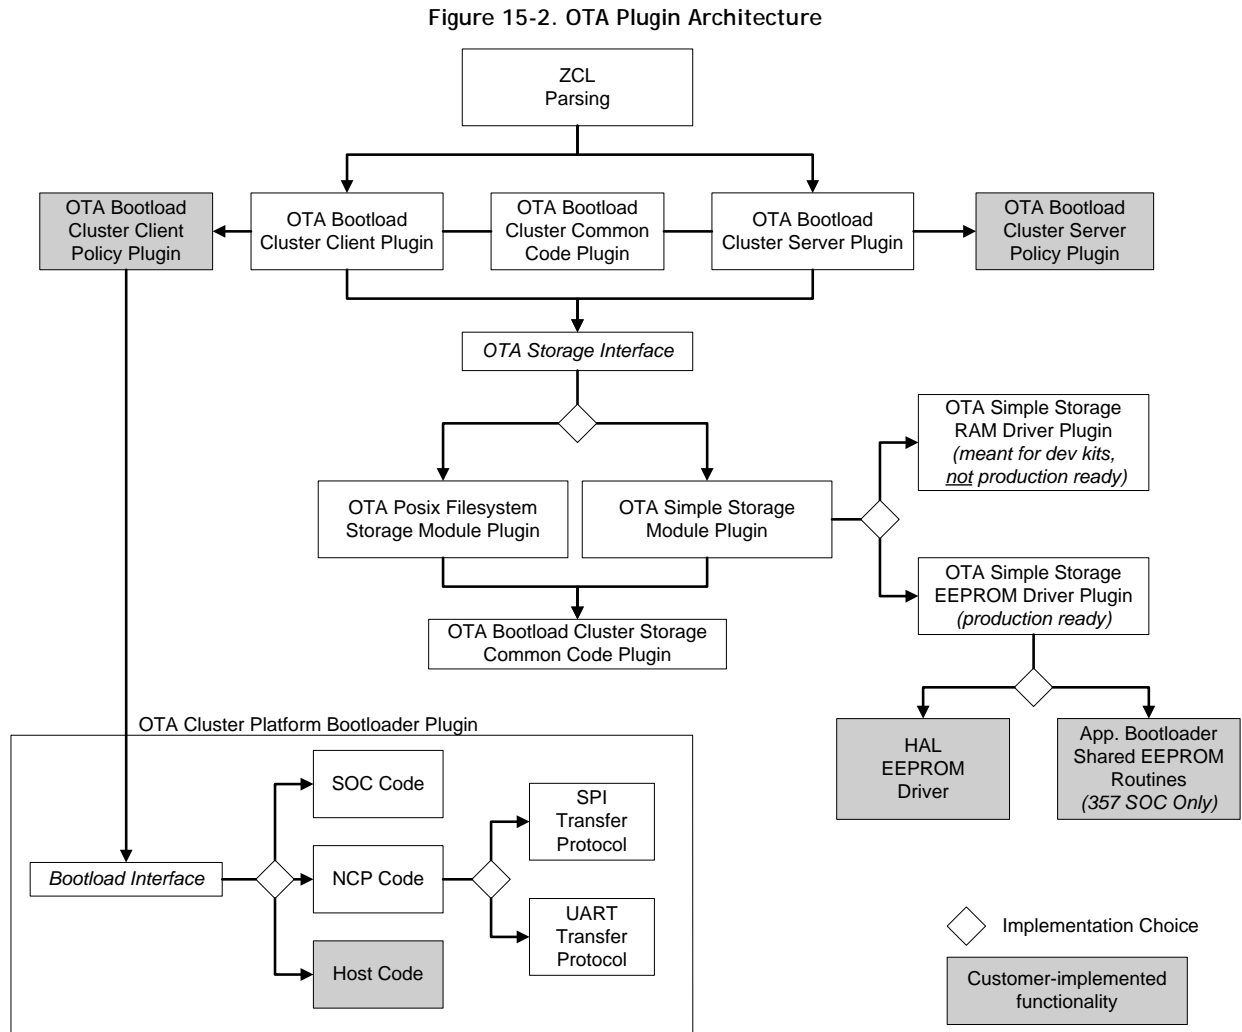 Figure 15-2. OTA Plugin Architecture
ZCL
Parsing
OTA Bootload
Cluster Client
Policy Plugin
OTA Bootload
Cluster Client Plugin
OTA Bootload
Cluster Common
Code Plugin
OTA Bootload
Cluster Server Plugin
OTA Bootload
Cluster Server
Policy Plugin
OTA Storage Interface
OTA Simple Storage
RAM Driver Plugin
(meant for dev kits,
not production ready)
OTA Posix Filesystem
Storage Module Plugin
OTA Simple Storage
Module Plugin
OTA Simple Storage
EEPROM Driver Plugin
(production ready)
OTA Bootload Cluster Storage
Common Code Plugin
HAL
EEPROM
Driver
App. Bootloader
Shared EEPROM
Routines
(357 SOC Only)
OTA Cluster Platform Bootloader Plugin
SOC Code
SPI
Transfer
Protocol
Bootload Interface
NCP Code
UART
Transfer
Protocol
Host Code
Implementation Choice
Customer-implemented
functionality